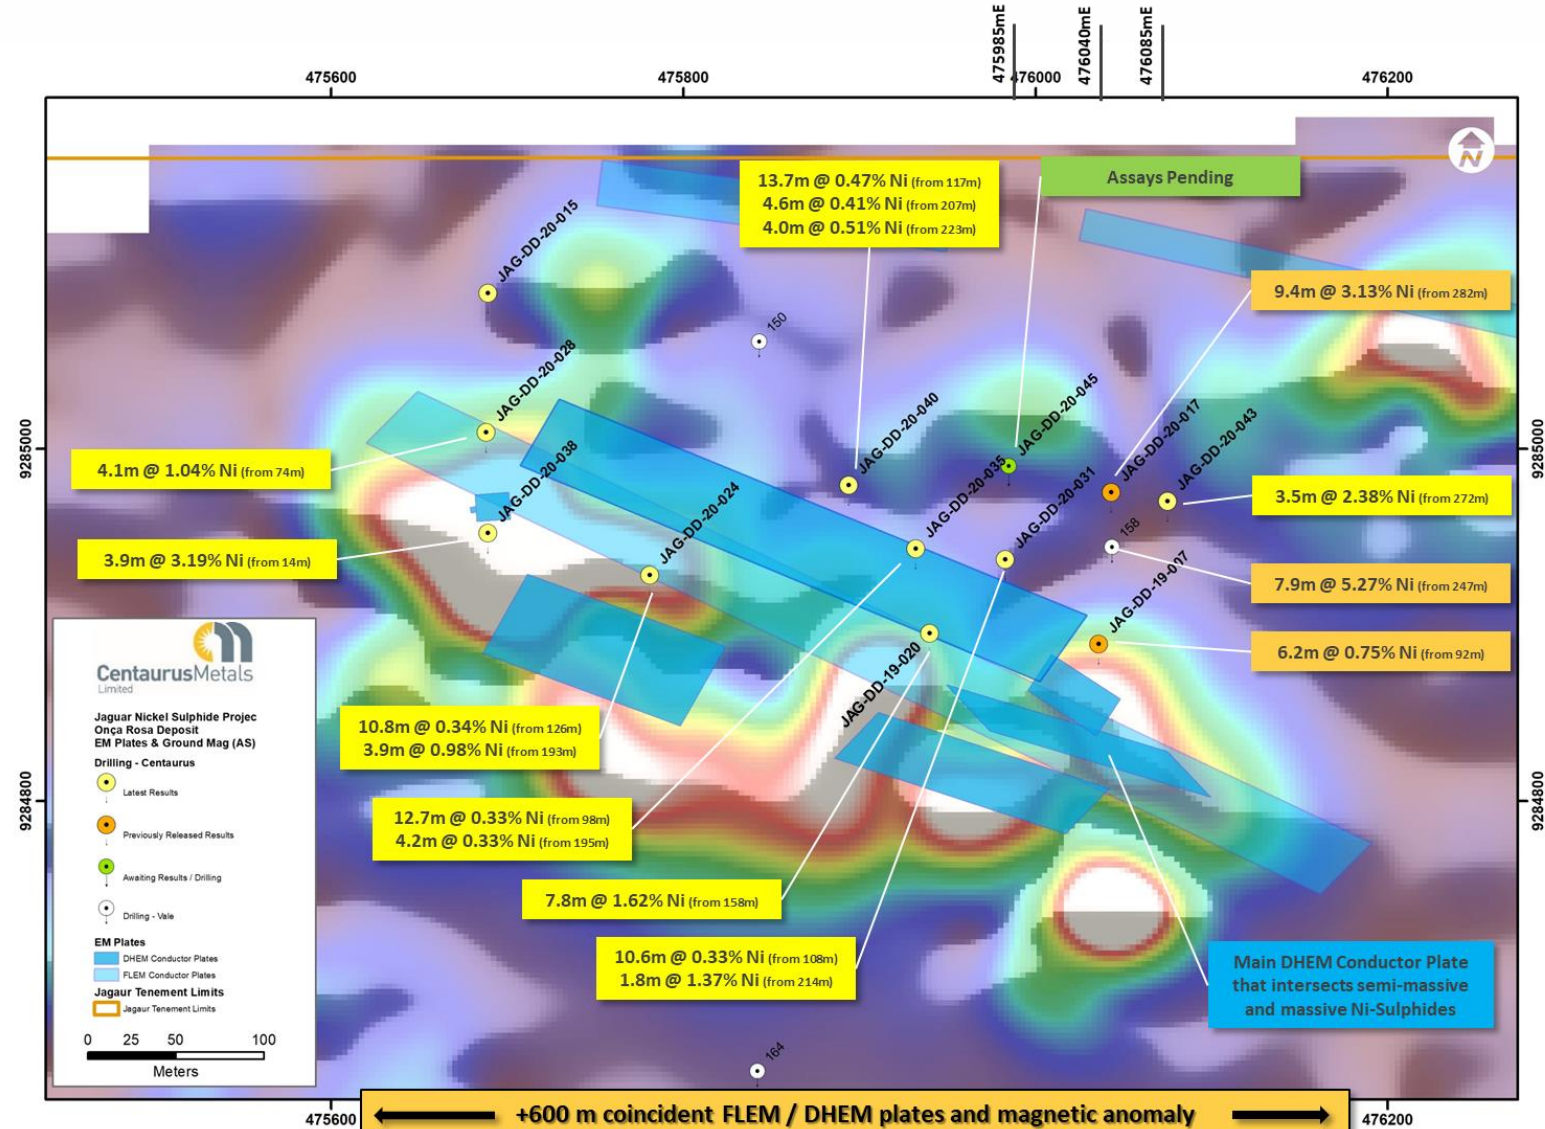 475985mE
476040mE
476085mE
475600
475800
476000
476200
N
13.7m @ 0.47% Ni (from 117m)
4.6m @ 0.41% Ni (from 207m)
4.0m @ 0.51% Ni (from 223m)
Assays Pending
JAG-DD-20-015
9.4m @ 3.13% Ni (from 282m)
150
JAG-DD-20-028
JAG-DD-20-040
JAG-DD-20-045
JAG-DD-20-017
JAG-DD-20-043
9285000
9285000
4.1m @ 1.04% Ni (from 74m)
JAG-DD-20-038
JAG-DD-20-024
JAG-DD-20-035
JAG-DD-20-031
158
3.5m @ 2.38% Ni (from 272m)
3.9m @ 3.19% Ni (from 14m)
7.9m @ 5.27% Ni (from 247m)
JAG-DD-19-017
6.2m @ 0.75% Ni (from 92m)
JAG-DD-19-020
CentaurusMetals
Limited
Jaguar Nickel Sulphide Projec
Onça Rosa Deposit
EM Plates & Ground Mag (AS)
Drilling - Centaurus
Latest Results
Previously Released Results
Awaiting Results / Drilling
Drilling - Vale
EM Plates
DHEM Conductor Plates
FLEM Conductor Plates
Jagaur Tenement Limits
Jagaur Tenement Limits
0 25 50 100
Meters
10.8m @ 0.34% Ni (from 126m)
3.9m @ 0.98% Ni (from 193m)
12.7m @ 0.33% Ni (from 98m)
4.2m @ 0.33% Ni (from 195m)
9284800
9284800
7.8m @ 1.62% Ni (from 158m)
10.6m @ 0.33% Ni (from 108m)
1.8m @ 1.37% Ni (from 214m)
Main DHEM Conductor Plate
that intersects semi-massive
and massive Ni-Sulphides
164
+600 m coincident FLEM / DHEM plates and magnetic anomaly
475600
476200